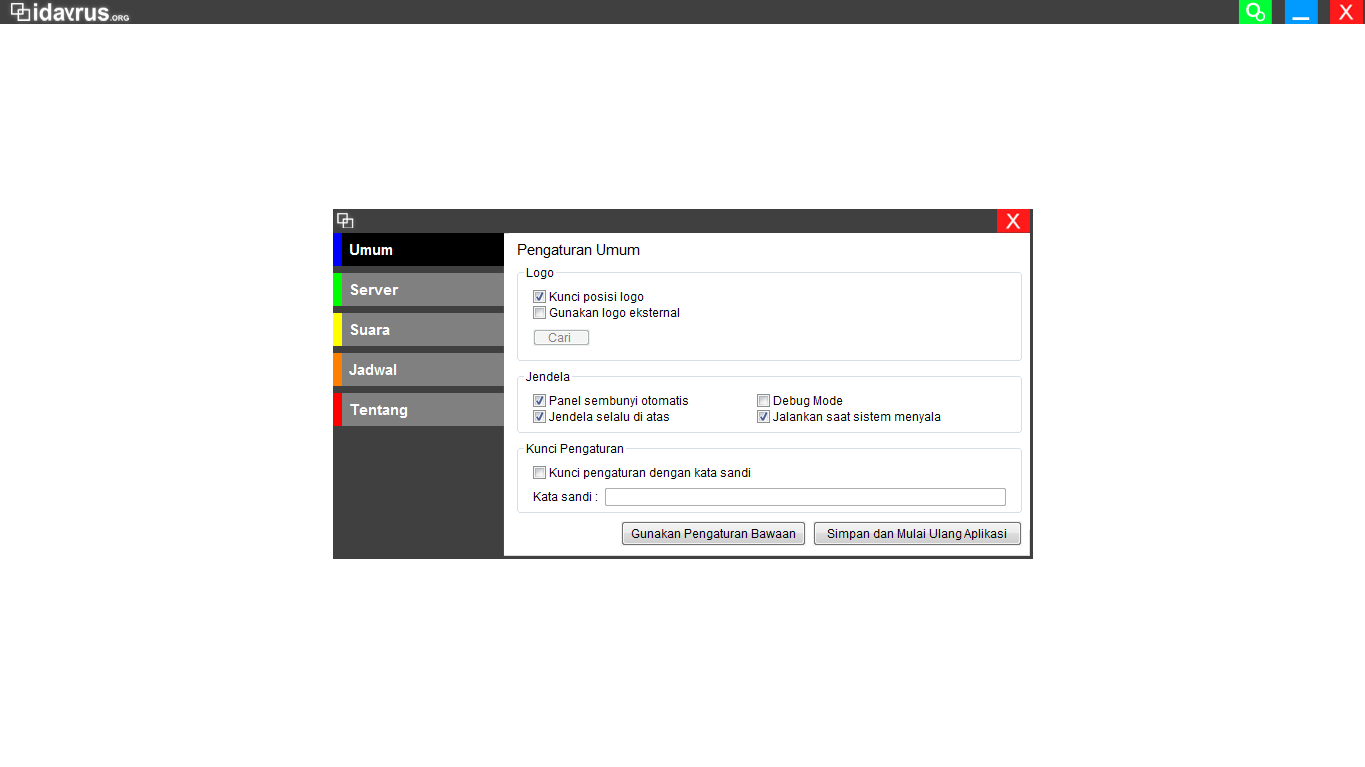 idavrus.ORG
X
X
Umum
Server
Suara
Jadwal
Tentang
Pengaturan Umum
Logo
Kunci posisi logo
Gunakan logo eksternal
Cari
Jendela
Panel sembunyi otomatis
Debug Mode
Jendela selalu di atas
Jalankan saat sistem menyala
Kunci Pengaturan
Kunci pengaturan dengan kata sandi
Kata sandi :
Gunakan Pengaturan Bawaan
Simpan dan Mulai Ulang Aplikasi